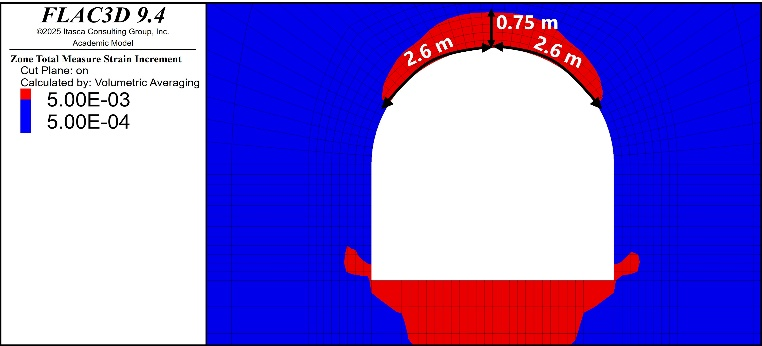 FLAC3D 9.4
©2025 Itasca Consulting Group, Inc.
Academic Model
Zone Total Measure Strain Increment
Cut Plane: on
Calculated by: Volumetric Averaging
5.00E-03
5.00E-04
0.75 m
2.6 m
2.6 m